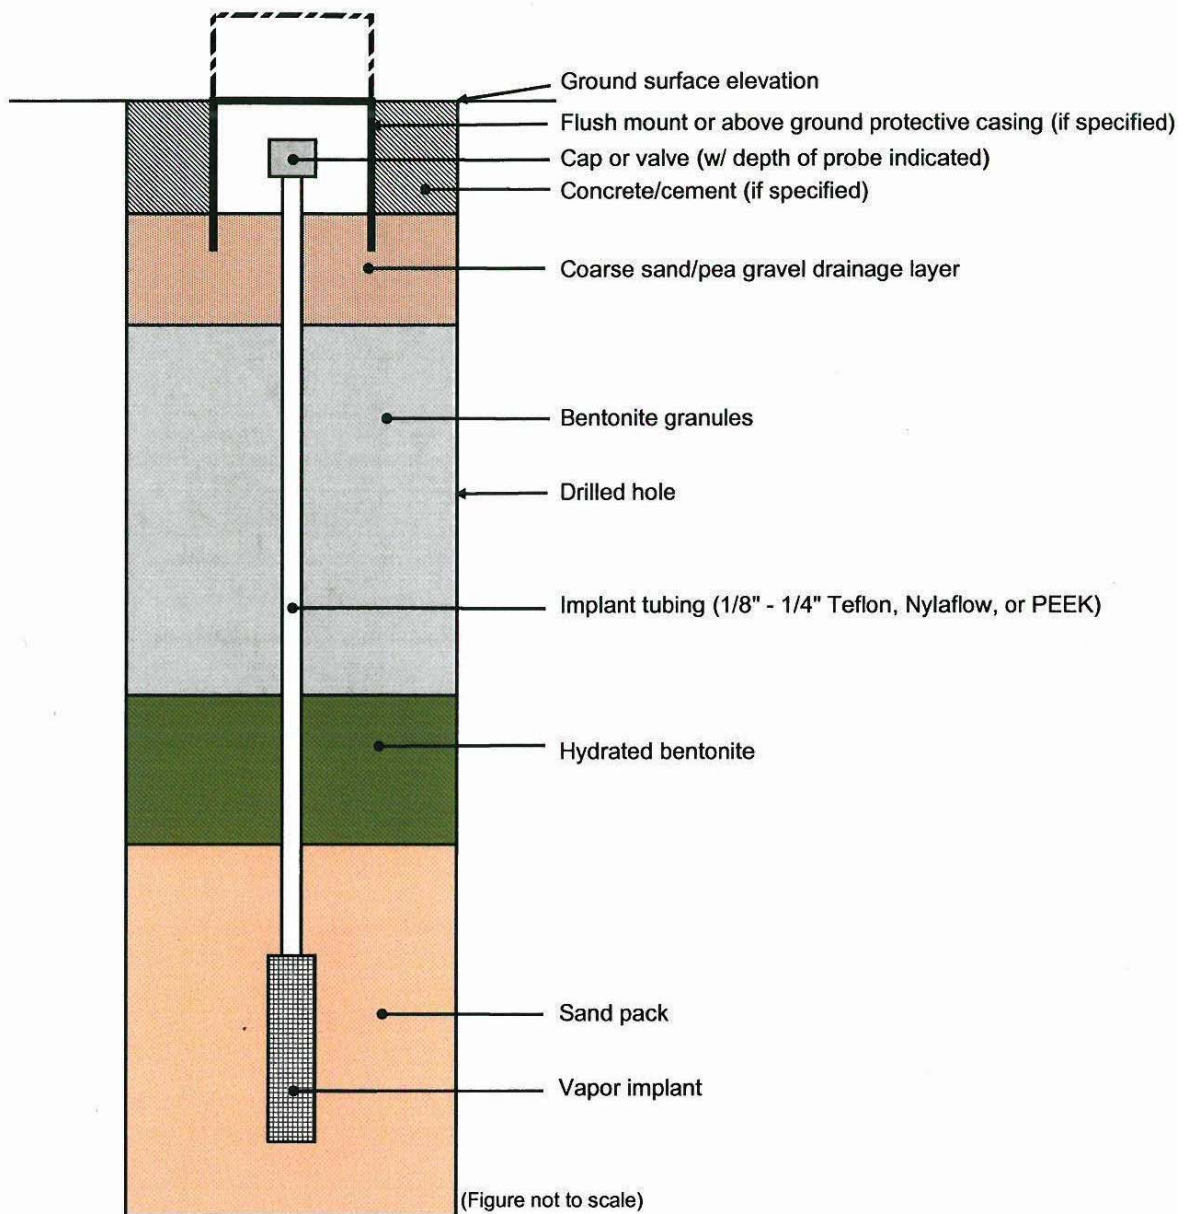 Ground surface elevation
Flush mount or above ground protective casing (if specified)
Cap or valve (w/ depth of probe indicated)
Concrete/cement (if specified)
Coarse sand/pea gravel drainage layer
Bentonite granules
Drilled hole
Implant tubing (1/8" - 1/4" Teflon, Nylaflow, or PEEK)
Hydrated bentonite
Sand pack
Vapor implant
(Figure not to scale)